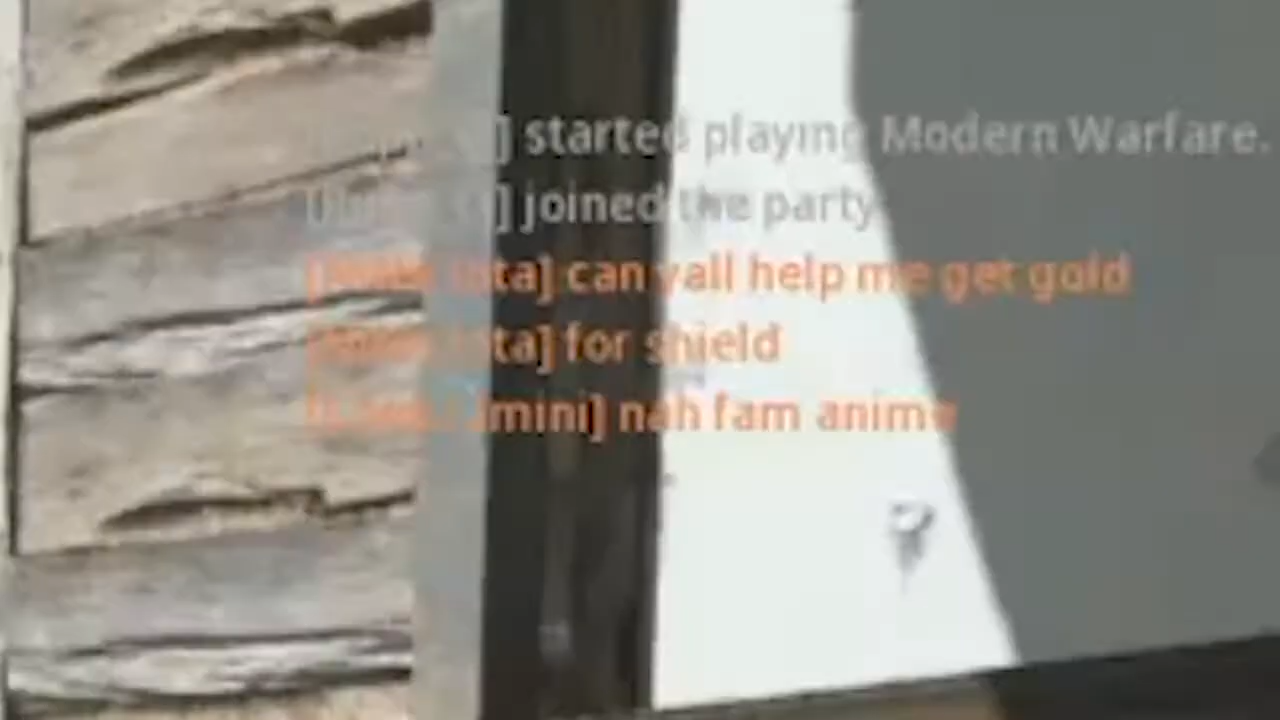 ] started playing Modern Warfare.
] joined the party
ta] can yall help me get gold
ta] for shield
mini] nah fam anime